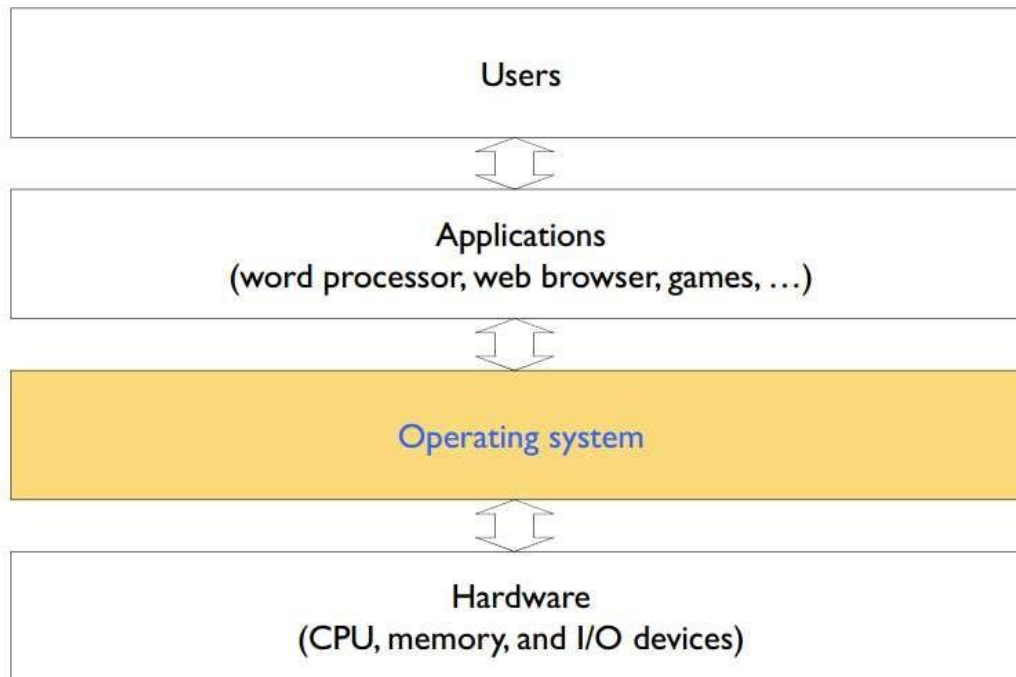 Users
Applications
(word processor, web browser, games, …)
Operating system
Hardware
(CPU, memory, and I/O devices)